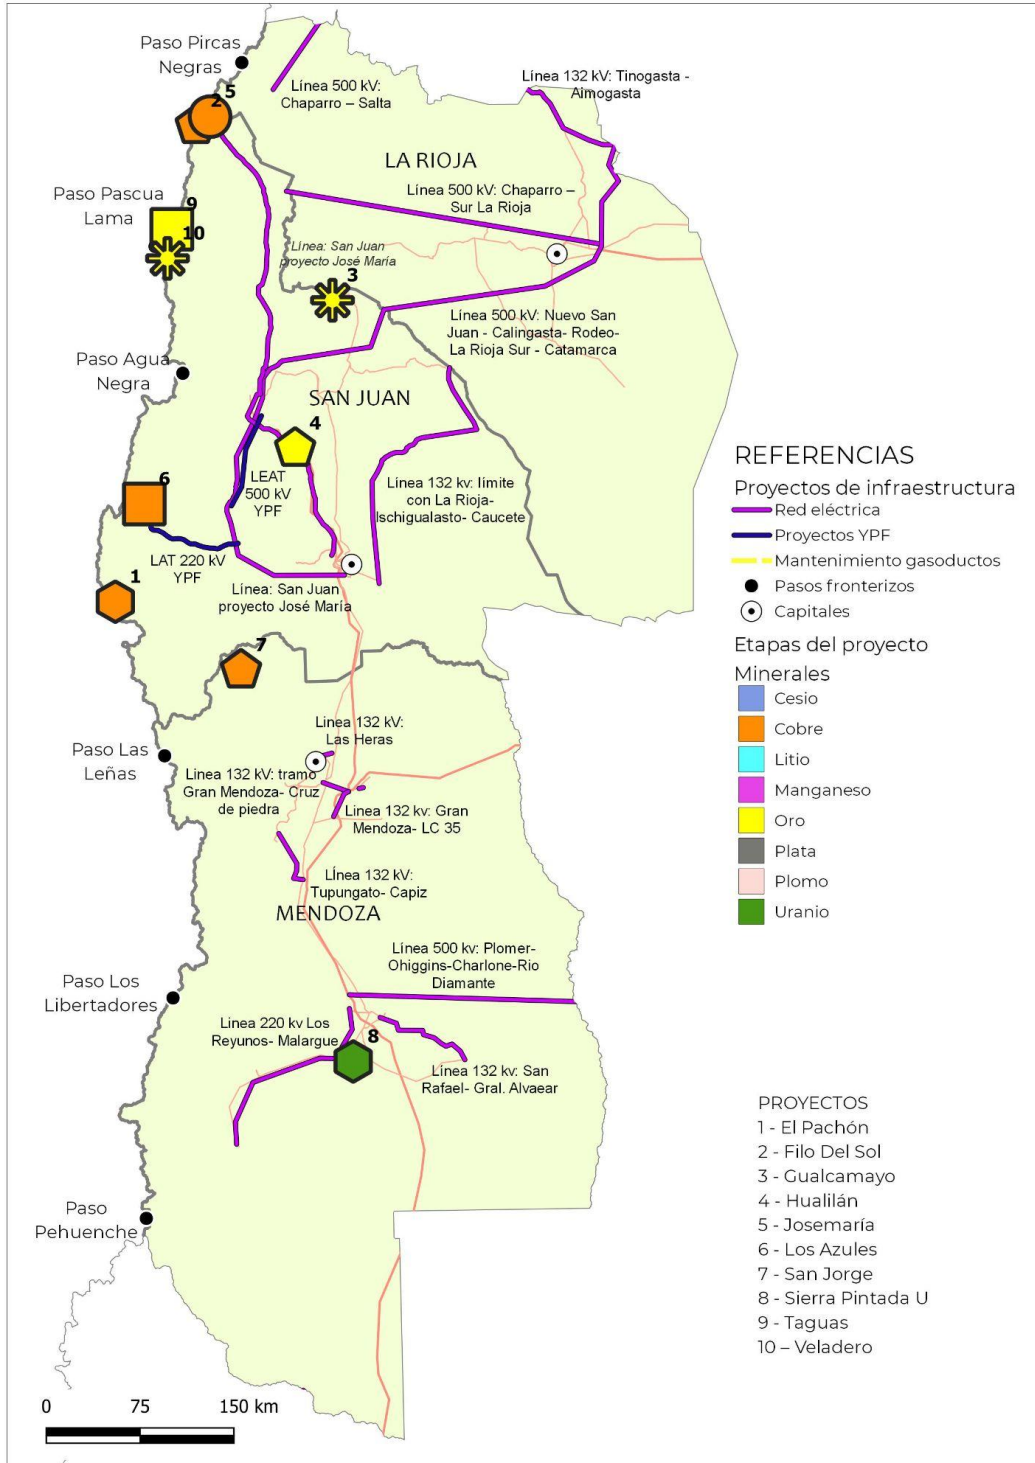 Paso Pircas
Negras
Línea 500 kV:
Chaparro – Salta
Línea 132 kV: Tinogasta -
Aimogasta
5
2
LA RIOJA
Línea 500 kV: Chaparro –
Sur La Rioja
Paso Pascua
Lama
9
10
Línea: San Juan
proyecto José María
3
Línea 500 kV: Nuevo San
Juan - Calingasta- Rodeo-
La Rioja Sur - Catamarca
Paso Agua
Negra
SAN JUAN
4
6
LEAT
500 kV
YPF
Línea 132 kv: límite
con La Rioja-
Ischigualasto- Caucete
LAT 220 kV
YPF
1
Línea: San Juan
proyecto José María
7
Paso Las
Leñas
Linea 132 kV:
Las Heras
Linea 132 kV: tramo
Gran Mendoza- Cruz
de piedra
Linea 132 kV: Gran
Mendoza- LC 35
LÍnea 132 kV:
Tupungato- Capiz
MENDOZA
Línea 500 kv: Plomer-
Ohiggins-Charlone-Rio
Diamante
Paso Los
Libertadores
Linea 220 kv Los
Reyunos- Malargue
8
Línea 132 kV: San
Rafael- Gral. Alvaear
Paso
Pehuenche
0 75 150 km
REFERENCIAS
Proyectos de infraestructura
Red eléctrica
Proyectos YPF
Mantenimiento gasoductos
Pasos fronterizos
Capitales
Etapas del proyecto
Minerales
Cesio
Cobre
Litio
Manganeso
Oro
Plata
Plomo
Uranio
PROYECTOS
1 - El Pachón
2 - Filo Del Sol
3 - Gualcamayo
4 - Hualilán
5 - Josemaría
6 - Los Azules
7 - San Jorge
8 - Sierra Pintada U
9 - Taguas
10 – Veladero